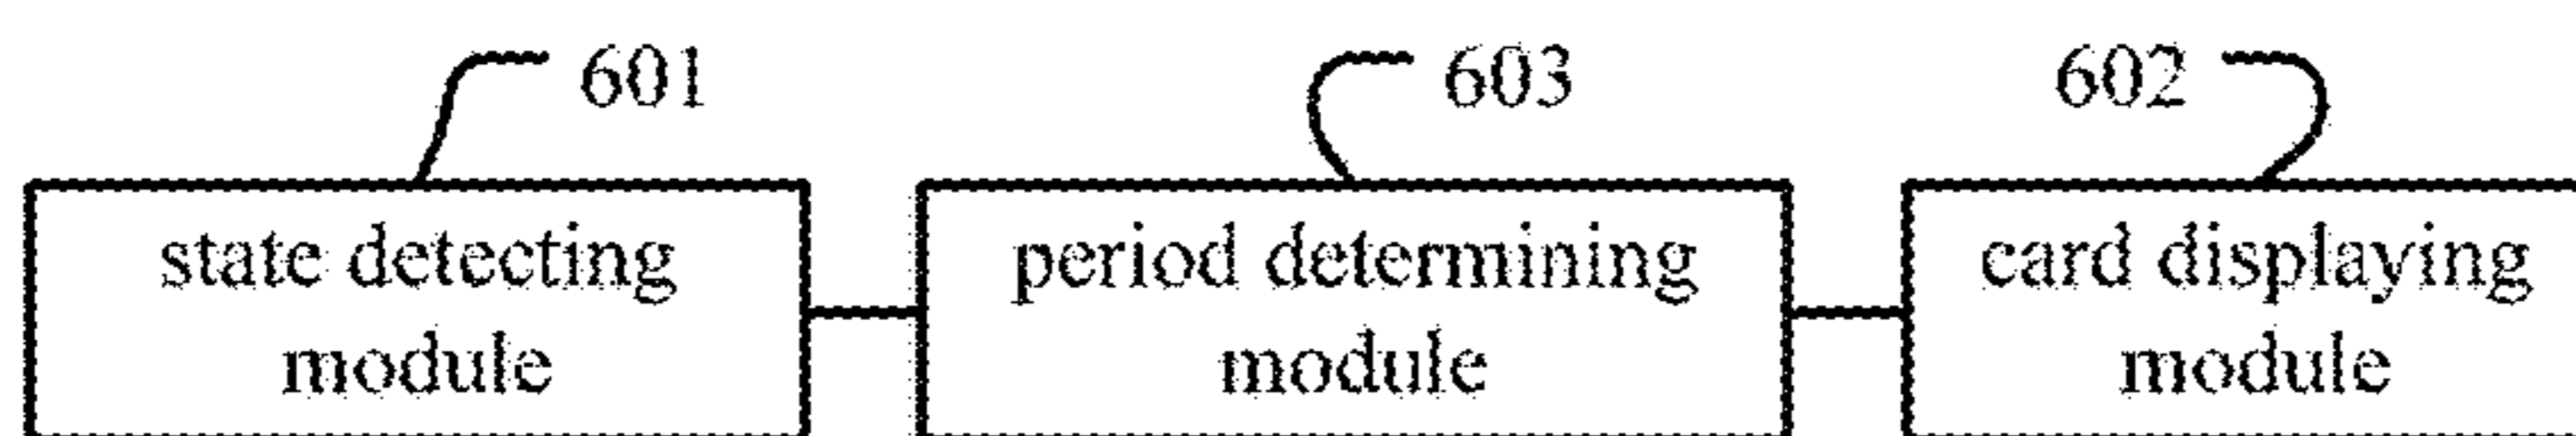 601
603
602
state detecting
module
period determining
module
card displaying
module